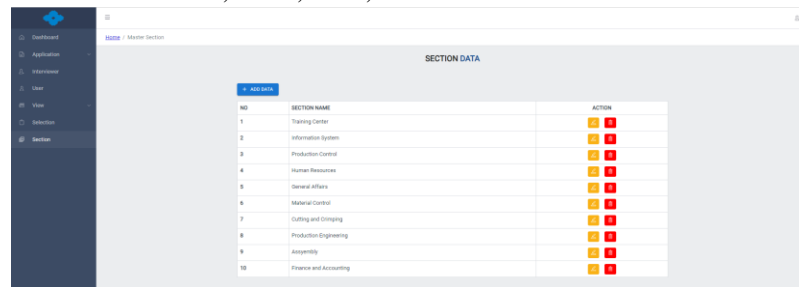 Dashboard
Home / Master Section
Application
SECTION DATA
Interviewer
User
+ ADD DATA
View
NO SECTION NAME ACTION
Selection
1 Training Center
Section
2 Information System
3 Production Control
4 Human Resources
5 General Affairs
6 Material Control
7 Cutting and Crimping
8 Production Engineering
9 Assyembly
10 Finance and Accounting